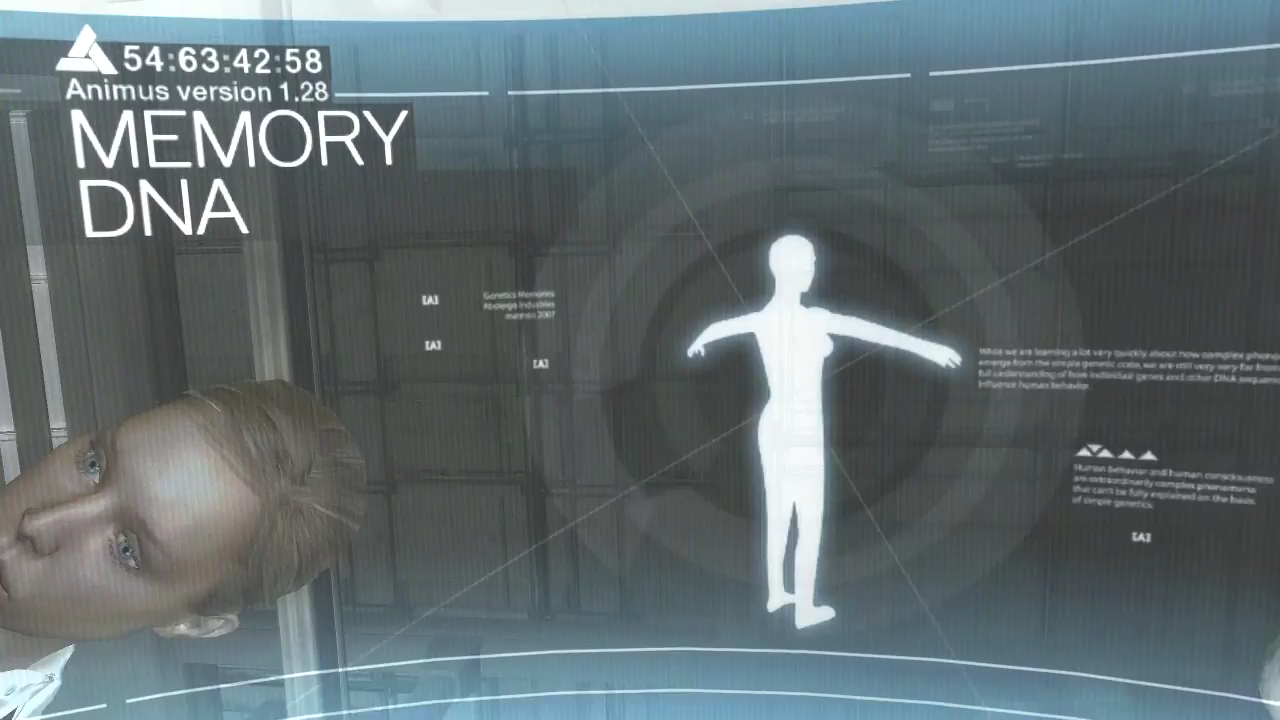 54:63:42:58
Animus version 1.28
MEMORY
DNA
[A]
Genetics Memories
Abstergo Industries
[A]
[A]
While we are learning a lot very quickly about how complex
emerge from the simple genetic code, we are still very very far from
full understanding of how individual genes and other DNA
influence human behavior.
Human behavior and human consciousness
are extraordinarily complex phenomena
that can't be fully explained on the basis
of simple genetics.
[A]